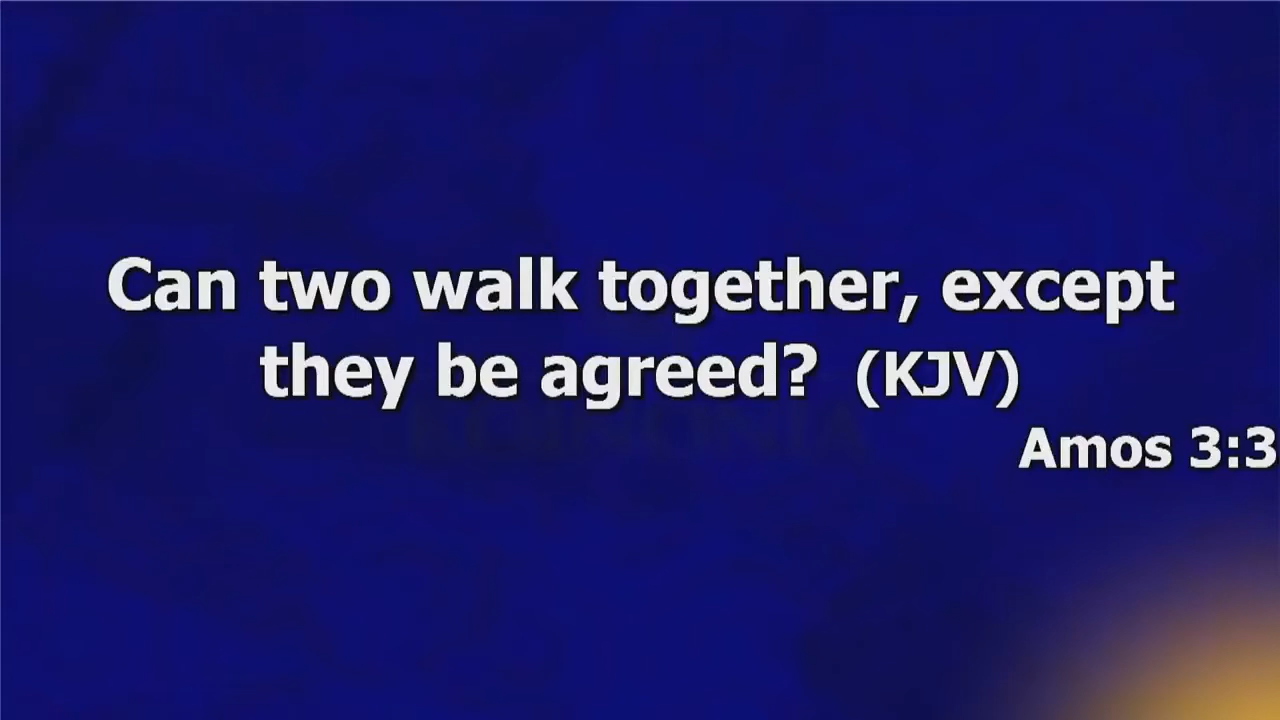 Can two walk together, except
they be agreed? (KJV)
Amos 3:3